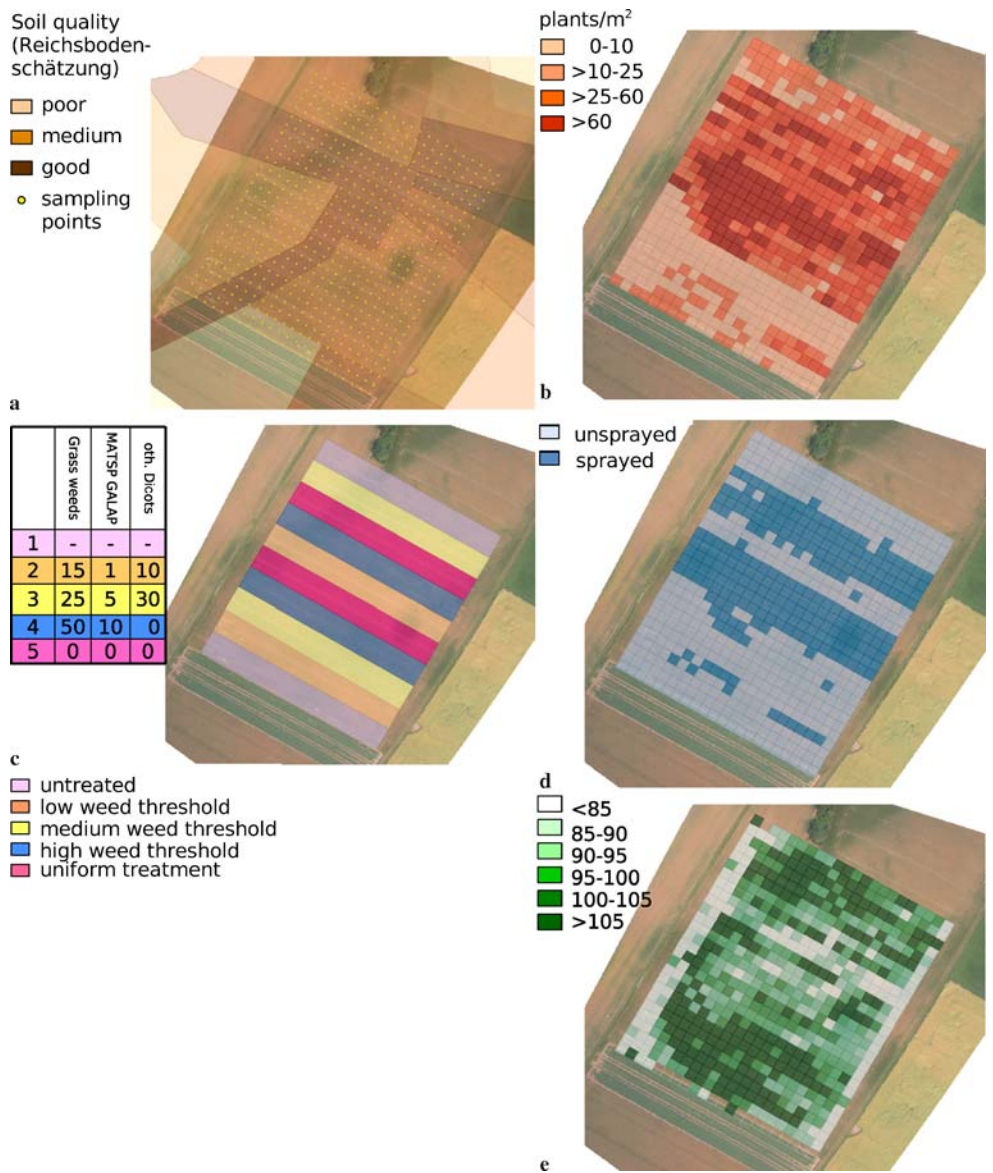 Soil quality
(Reichsboden-
schätzung)
poor
medium
good
sampling
points
a
plants/m²
0-10
>10-25
>25-60
>60
b
Grass weeds
MATSP GALAP
oth. Dicots
1 - - -
2 15 1 10
3 25 5 30
4 50 10 0
5 0 0 0
c
untreated
low weed threshold
medium weed threshold
high weed threshold
uniform treatment
unsprayed
sprayed
d
<85
85-90
90-95
95-100
100-105
>105
e